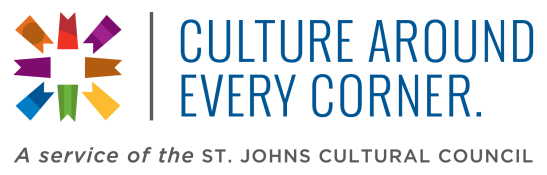 CULTURE AROUND
EVERY CORNER.
A service of the ST. JOHNS CULTURAL COUNCIL